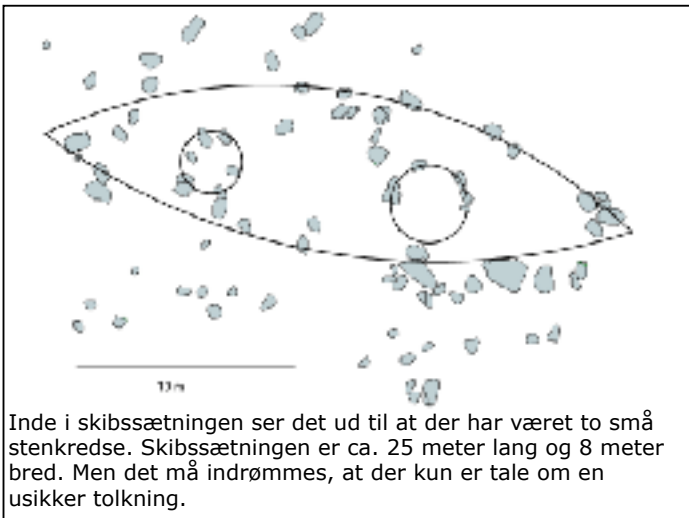 Inde i skibssætningen ser det ud til at der har været to små
stenkredse. Skibssætningen er ca. 25 meter lang og 8 meter
bred. Men det må indrømmes, at der kun er tale om en
usikker tolkning.